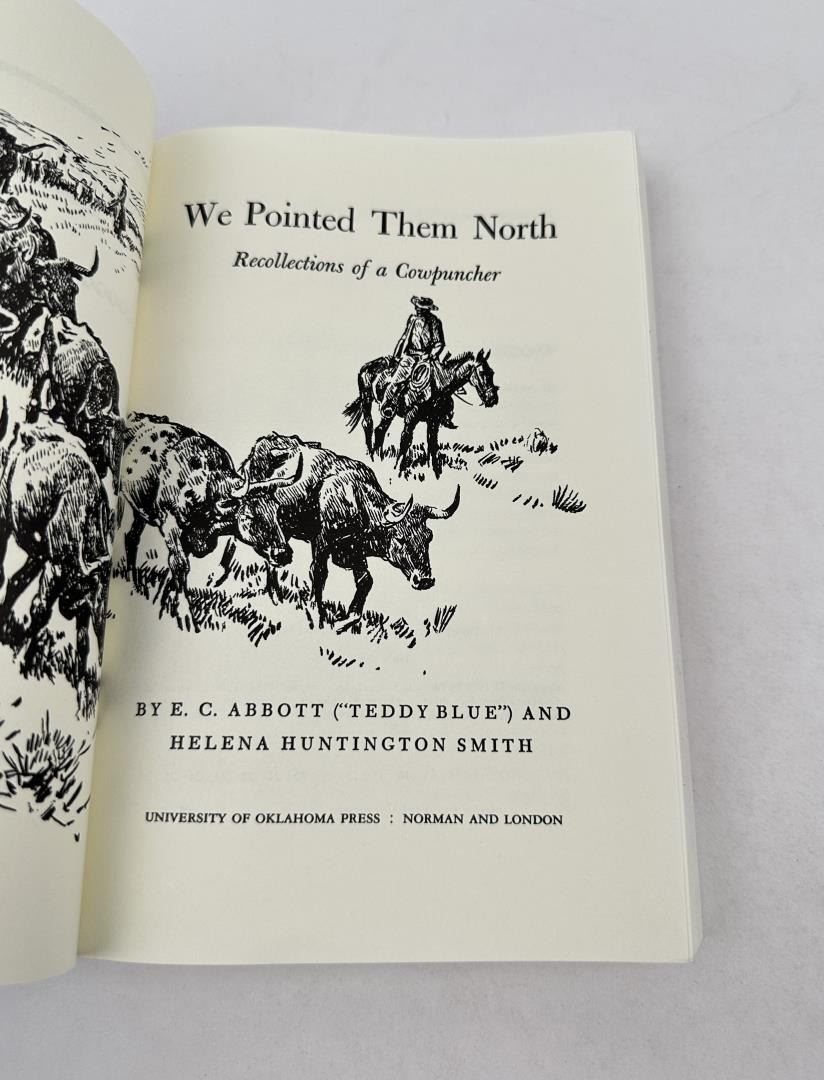 We Pointed Them North
Recollections of a Cowpuncher
BY E. C. ABBOTT ("TEDDY BLUE") AND
HELENA HUNTINGTON SMITH
UNIVERSITY OF OKLAHOMA PRESS : NORMAN AND LONDON